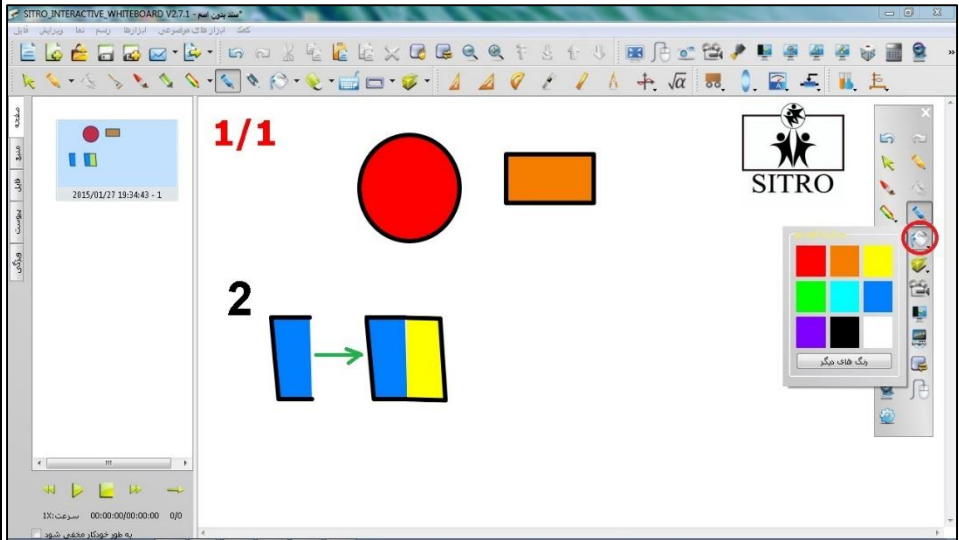 SITRO_INTERACTIVE_WHITEBOARD V2.7.1 - سند بدون اسم*
فایل ویرایش نما رسم ابزارها ابزارهای موضوعی کمک
صفحه
منبع
فایل
پیوست
ویژگی
2015/01/27 19:34:43 - 1
1/1
SITRO
2
رنگ های دیگر
سرعت:1X 00:00:00/00:00:00 0/0
به طور خودکار مخفی شود